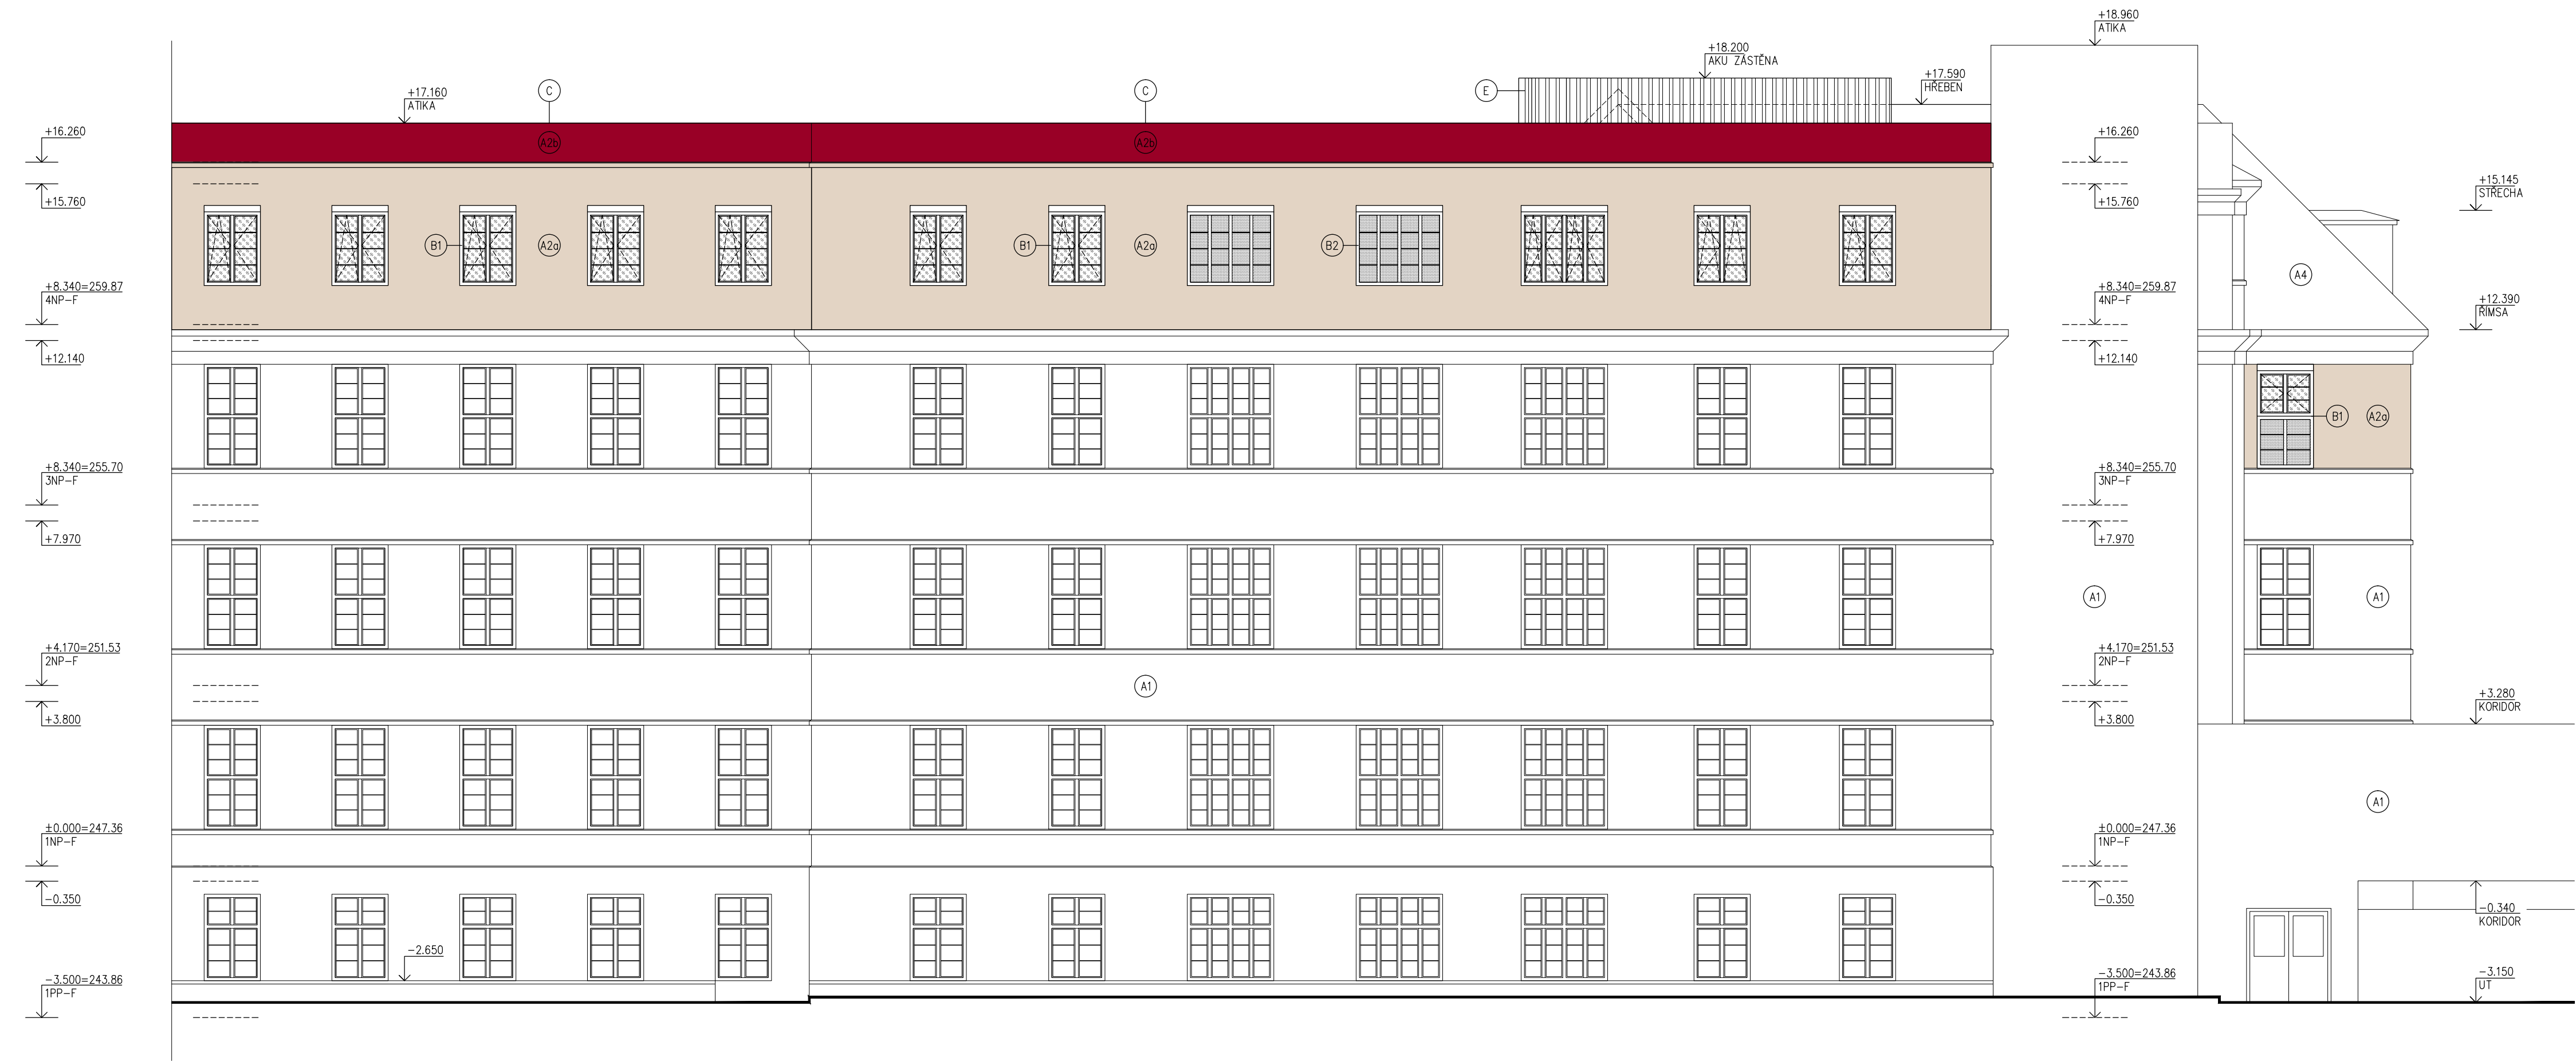 +18.960
ATIKA
+18.200
AKU ZÁSTĚNA
+17.590
HŘEBEN
+17.160
ATIKA
C
C
E
+16.260
A2b
A2b
+16.260
+15.760
+15.760
+15.145
STŘECHA
B1
A2a
B1
A2a
B2
A4
+8.340=259.87
4NP-F
+8.340=259.87
4NP-F
+12.390
ŘÍMSA
+12.140
+12.140
B1
A2a
+8.340=255.70
3NP-F
+8.340=255.70
3NP-F
+7.970
+7.970
A1
A1
+4.170=251.53
2NP-F
+4.170=251.53
2NP-F
A1
+3.280
KORIDOR
+3.800
+3.800
A1
±0.000=247.36
1NP-F
±0.000=247.36
1NP-F
-0.350
-0.350
-0.340
KORIDOR
-2.650
-3.500=243.86
1PP-F
-3.500=243.86
1PP-F
-3.150
UT